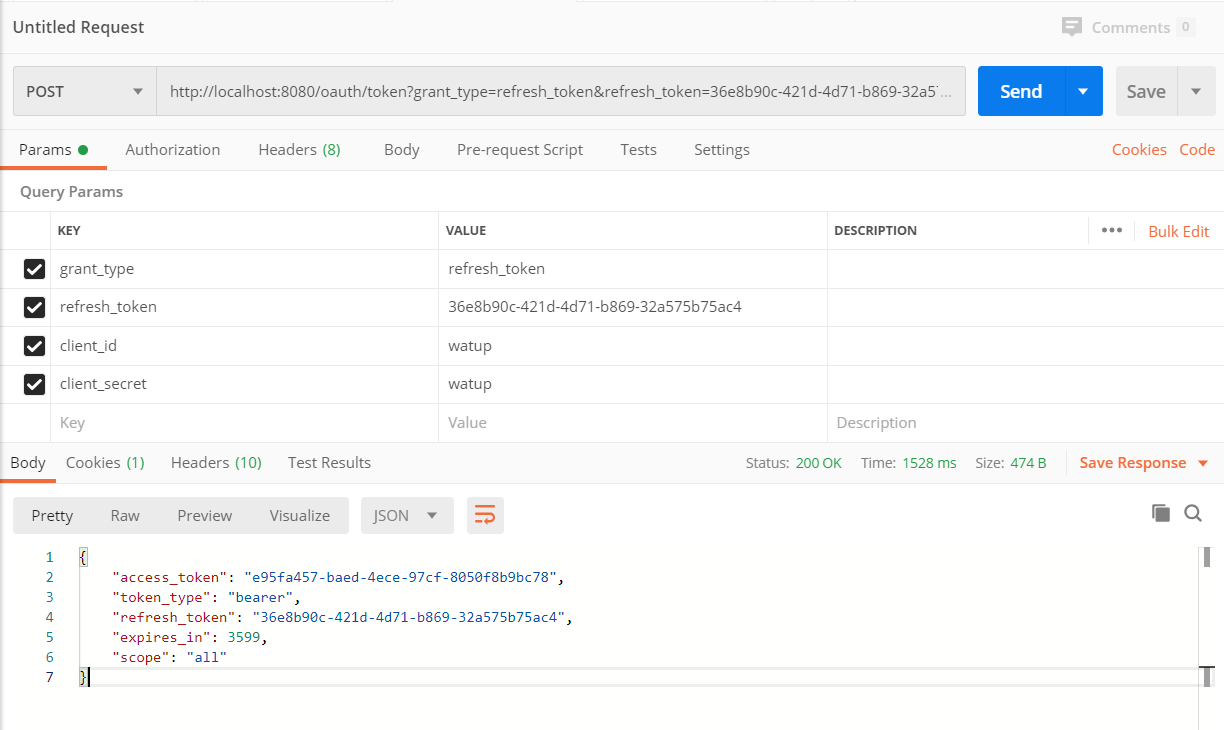 Untitled Request Comments 0
POST http://localhost:8080/oauth/token?grant_type=refresh_token&refresh_token=36e8b90c-421d-4d71-b869-32a57... Send Save
Params Authorization Headers (8) Body Pre-request Script Tests Settings Cookies Code
Query Params
KEY VALUE DESCRIPTION ••• Bulk Edit
grant_type refresh_token
refresh_token 36e8b90c-421d-4d71-b869-32a575b75ac4
client_id watup
client_secret watup
Key Value Description
Body Cookies (1) Headers (10) Test Results Status: 200 OK Time: 1528 ms Size: 474 B Save Response
Pretty Raw Preview Visualize JSON
1 {
2 "access_token": "e95fa457-baed-4ece-97cf-8050f8b9bc78",
3 "token_type": "bearer",
4 "refresh_token": "36e8b90c-421d-4d71-b869-32a575b75ac4",
5 "expires_in": 3599,
6 "scope": "all"
7 }